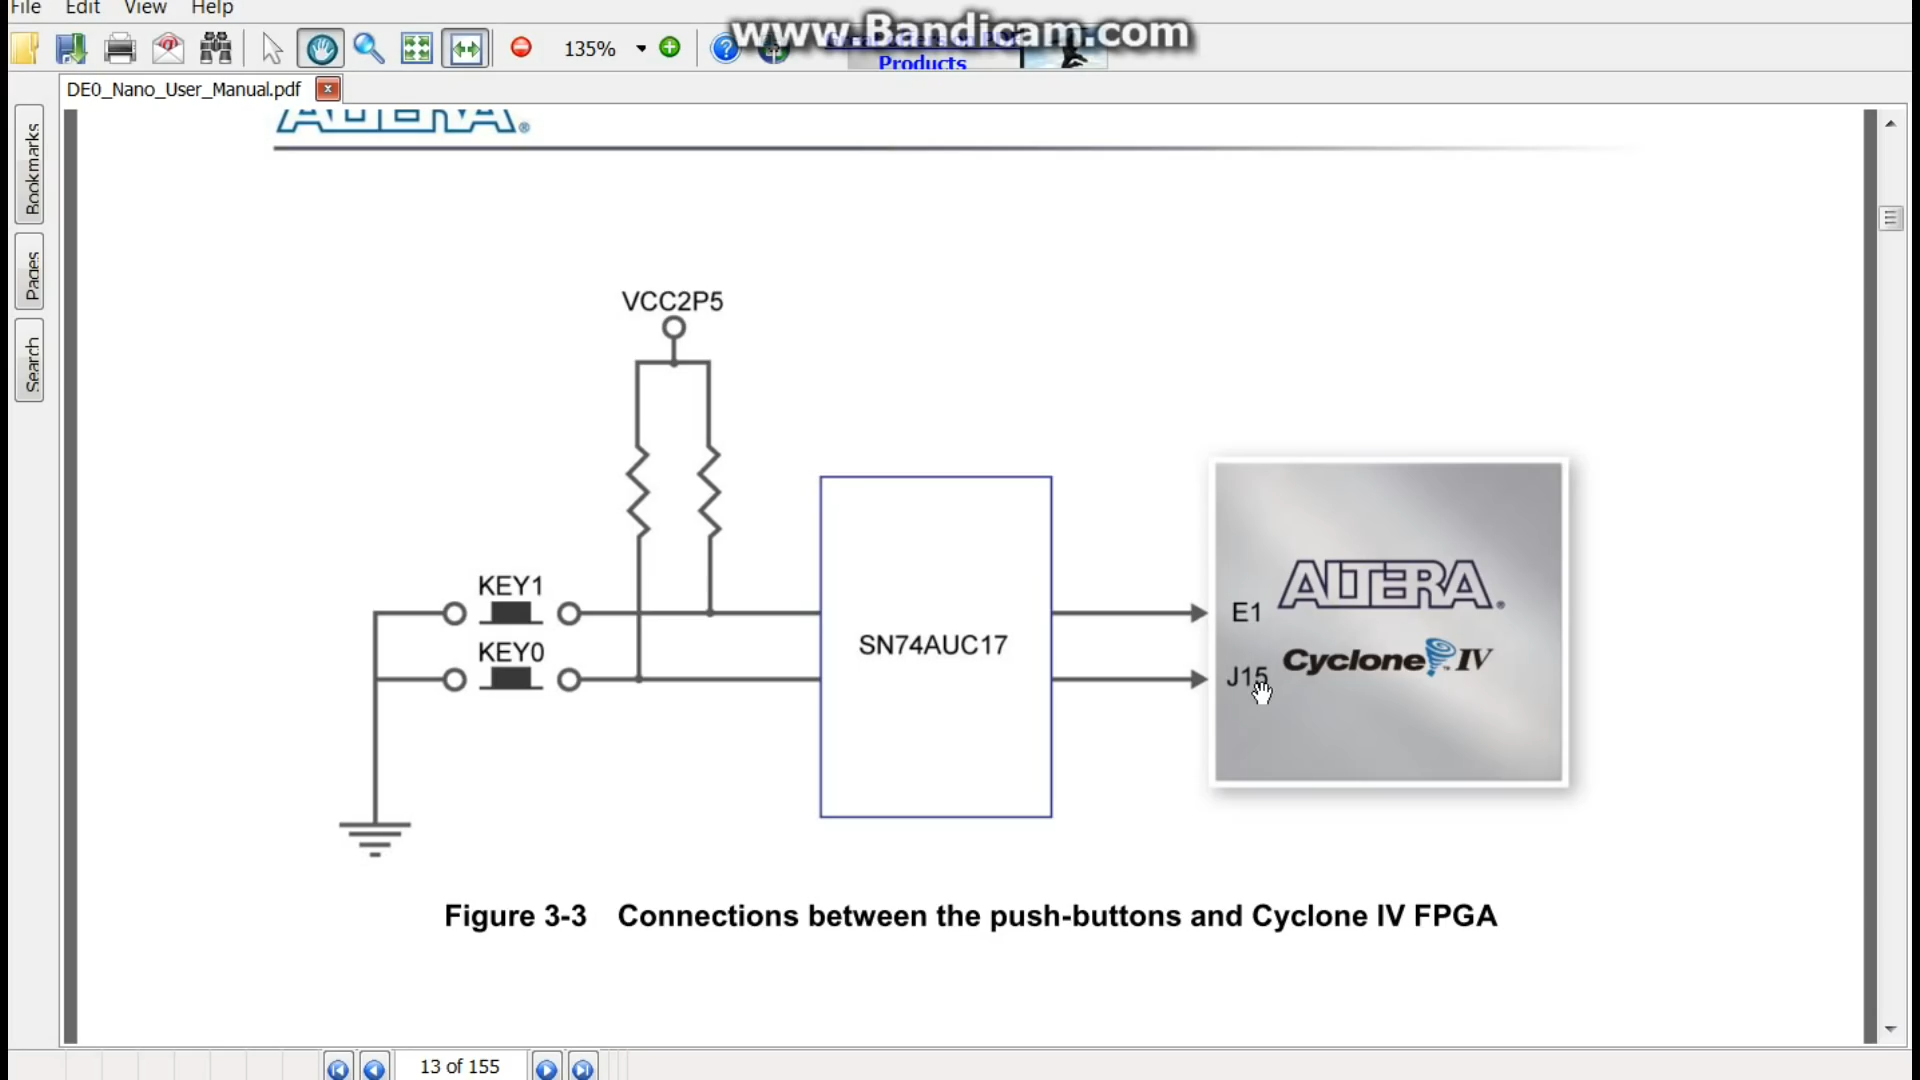 File Edit View Help
www.Bandicam.com
135%
Products
DE0_Nano_User_Manual.pdf
ALTERA®
Bookmarks
Pages
Search
VCC2P5
KEY1
KEY0
SN74AUC17
E1
J15
ALTERA®
Cyclone IV
Figure 3-3 Connections between the push-buttons and Cyclone IV FPGA
13 of 155